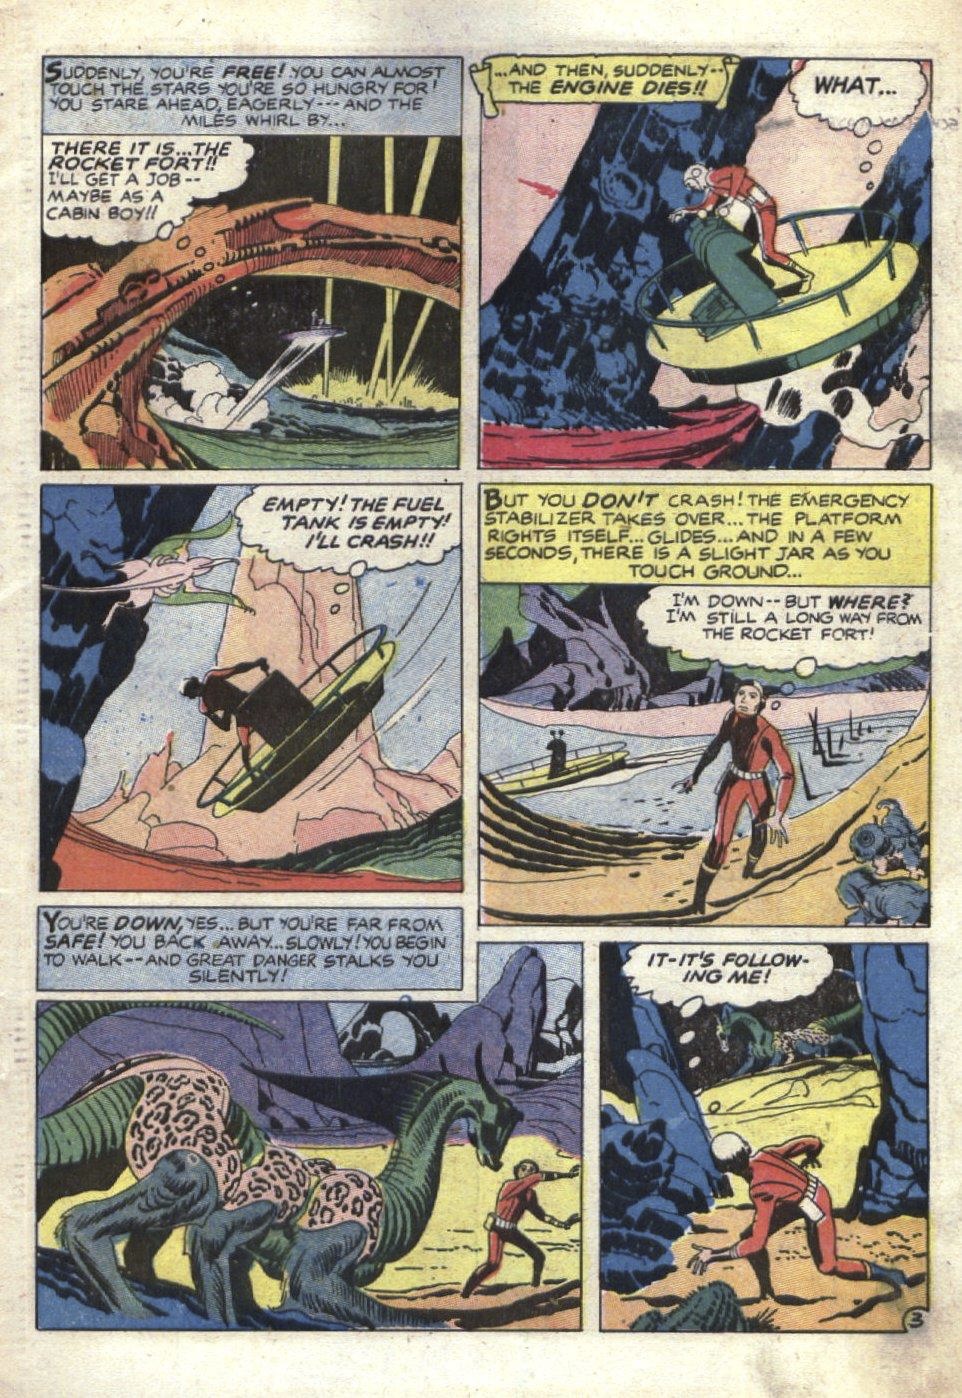 SUDDENLY, YOU'RE FREE! YOU CAN ALMOST
TOUCH THE STARS YOU'RE SO HUNGRY FOR!
YOU STARE AHEAD, EAGERLY---AND THE
MILES WHIRL BY...
THERE IT IS...THE
ROCKET FORT!!
I'LL GET A JOB--
MAYBE AS A
CABIN BOY!!
...AND THEN, SUDDENLY--
THE ENGINE DIES!!
WHAT...
EMPTY! THE FUEL
TANK IS EMPTY!
I'LL CRASH!!
BUT YOU DON'T CRASH! THE EMERGENCY
STABILIZER TAKES OVER...THE PLATFORM
RIGHTS ITSELF...GLIDES...AND IN A FEW
SECONDS, THERE IS A SLIGHT JAR AS YOU
TOUCH GROUND...
I'M DOWN--BUT WHERE?
I'M STILL A LONG WAY FROM
THE ROCKET FORT!
YOU'RE DOWN, YES...BUT YOU'RE FAR FROM
SAFE! YOU BACK AWAY...SLOWLY! YOU BEGIN
TO WALK--AND GREAT DANGER STALKS YOU
SILENTLY!
IT-IT'S FOLLOW-
ING ME!
3